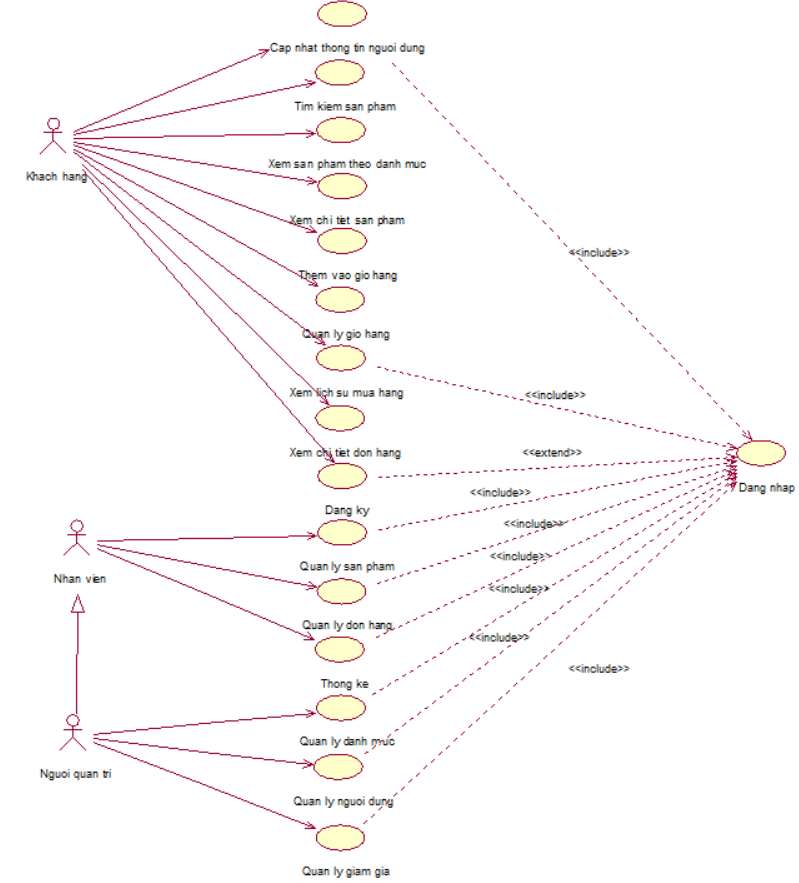 Cap nhat thong tin nguoi dung
Tim kiem san pham
Khach hang
Xem san pham theo danh muc
Xem chi tiet san pham
<<include>>
Them vao gio hang
Quan ly gio hang
Xem lich su mua hang
<<include>>
Xem chi tiet don hang
<<extend>>
Dang nhap
<<include>>
Dang ky
<<include>>
<<include>>
Quan ly san pham
Nhan vien
<<include>>
Quan ly don hang
<<include>>
<<include>>
Thong ke
Quan ly danh muc
Nguoi quan tri
Quan ly nguoi dung
Quan ly giam gia